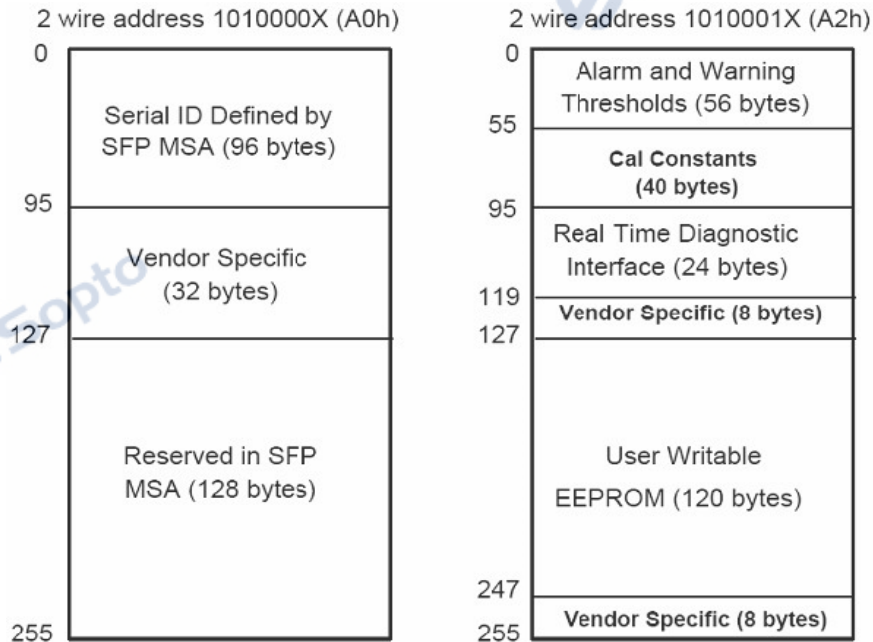 2 wire address 1010000X (A0h)
0
Serial ID Defined by
SFP MSA (96 bytes)
95
Vendor Specific
(32 bytes)
127
Reserved in SFP
MSA (128 bytes)
255
2 wire address 1010001X (A2h)
0
Alarm and Warning
Thresholds (56 bytes)
55
Cal Constants
(40 bytes)
95
Real Time Diagnostic
Interface (24 bytes)
119
Vendor Specific (8 bytes)
127
User Writable
EEPROM (120 bytes)
247
Vendor Specific (8 bytes)
255
Sopto